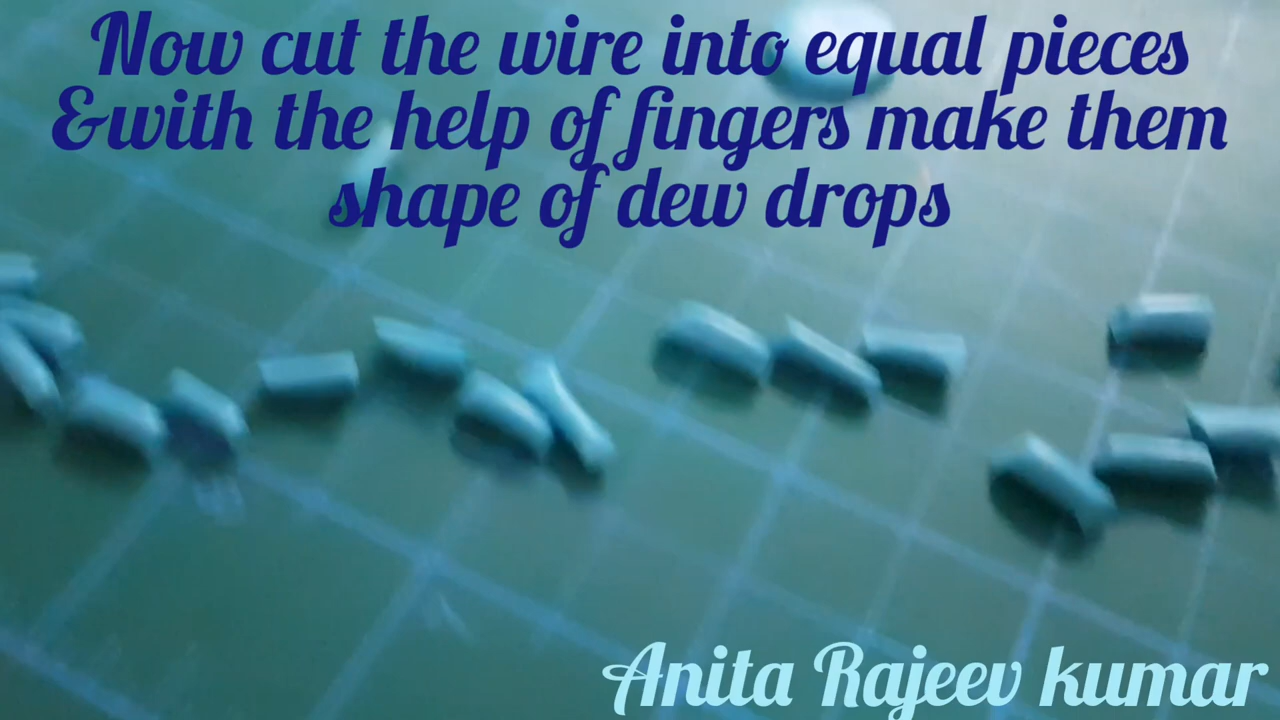 Now cut the wire into equal pieces
&with the help of fingers make them
shape of dew drops
Anita Rajeev kumar